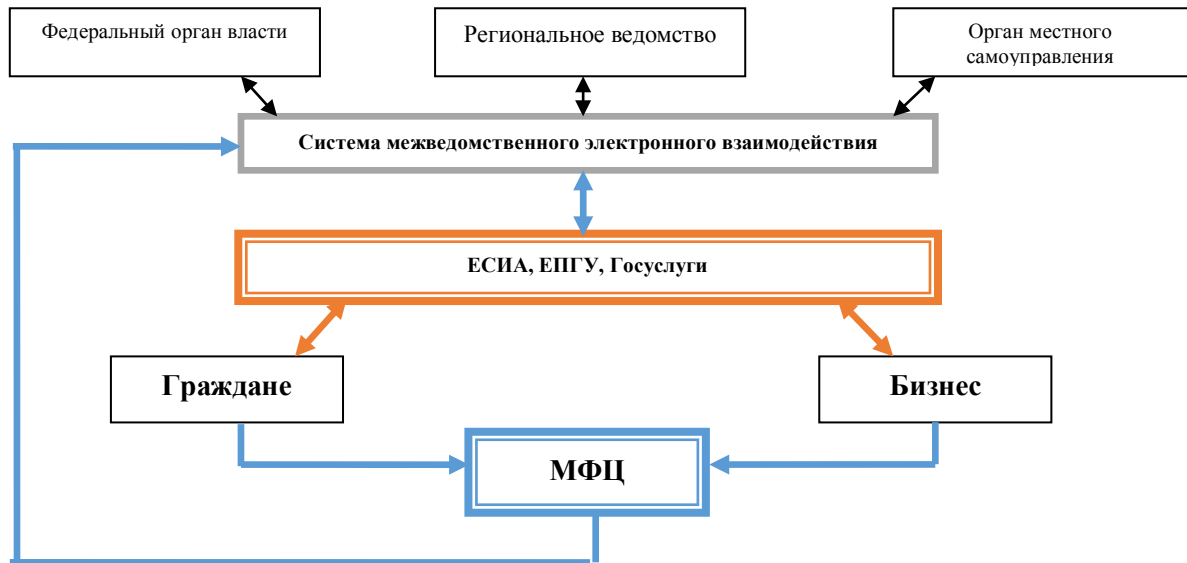 Федеральный орган власти
Региональное ведомство
Орган местного
самоуправления
Система межведомственного электронного взаимодействия
ЕСИА, ЕПГУ, Госуслуги
Граждане
Бизнес
МФЦ